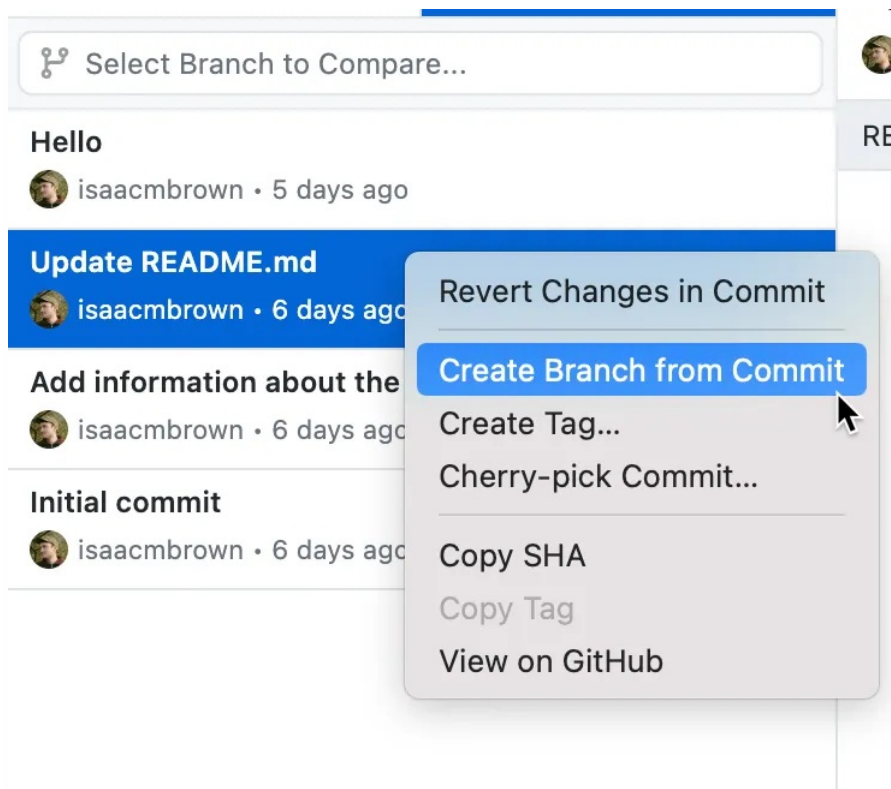 Select Branch to Compare...
RE
Hello
isaacmbrown • 5 days ago
Update README.md
isaacmbrown • 6 days ago
Add information about the
isaacmbrown • 6 days ago
Initial commit
isaacmbrown • 6 days ago
Revert Changes in Commit
Create Branch from Commit
Create Tag...
Cherry-pick Commit...
Copy SHA
Copy Tag
View on GitHub